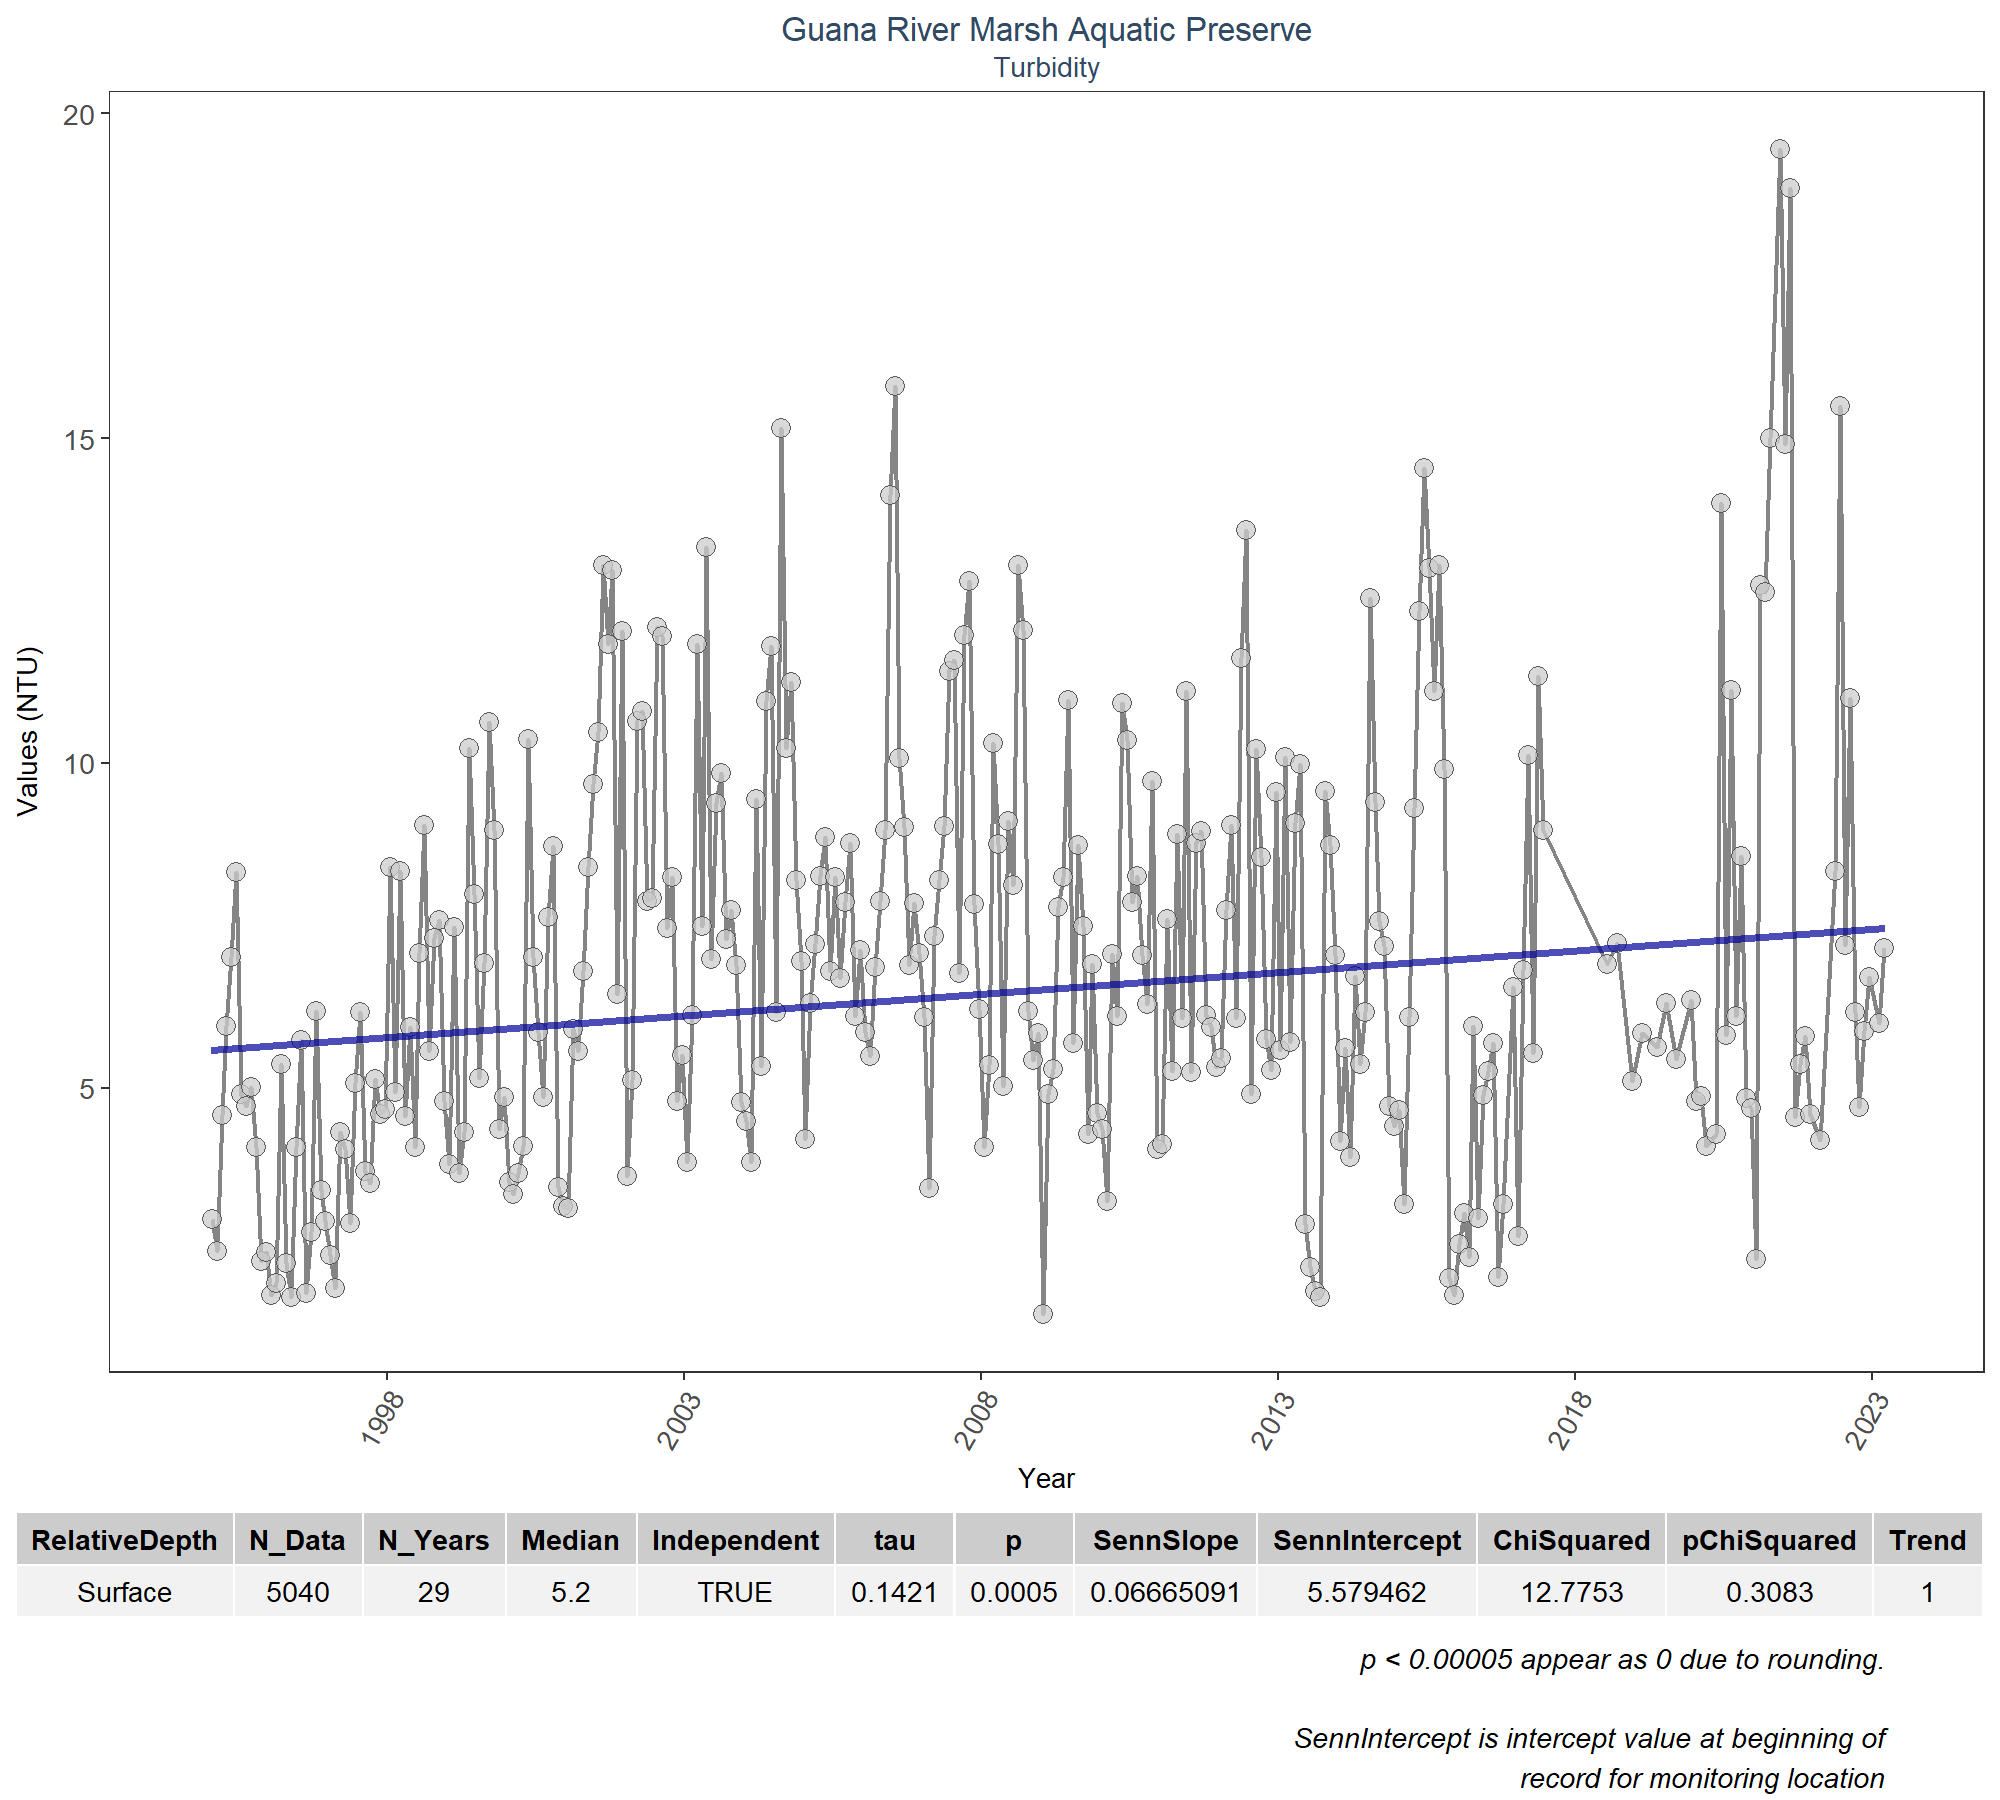 Guana River Marsh Aquatic Preserve
Turbidity
20
15
10
5
Values (NTU)
1998
2003
2008
2013
2018
2023
Year
RelativeDepth N_Data N_Years Median Independent tau p SennSlope SennIntercept ChiSquared pChiSquared Trend
Surface 5040 29 5.2 TRUE 0.1421 0.0005 0.06665091 5.579462 12.7753 0.3083 1
p < 0.00005 appear as 0 due to rounding.
SennIntercept is intercept value at beginning of
record for monitoring location